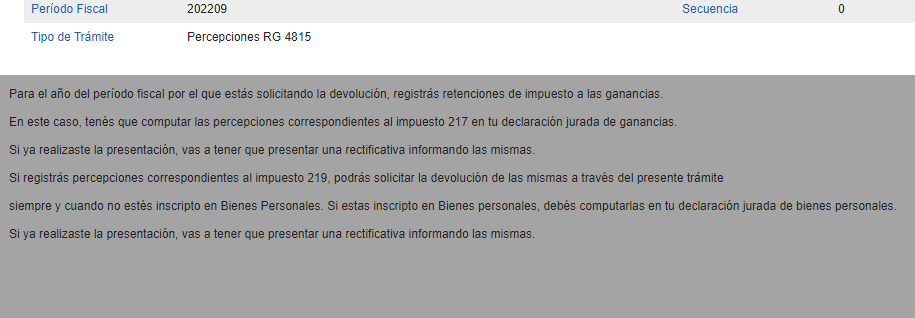 Período Fiscal 202209 Secuencia 0
Tipo de Trámite Percepciones RG 4815
Para el año del período fiscal por el que estás solicitando la devolución, registrás retenciones de impuesto a las ganancias.
En este caso, tenés que computar las percepciones correspondientes al impuesto 217 en tu declaración jurada de ganancias.
Si ya realizaste la presentación, vas a tener que presentar una rectificativa informando las mismas.
Si registrás percepciones correspondientes al impuesto 219, podrás solicitar la devolución de las mismas a través del presente trámite
siempre y cuando no estés inscripto en Bienes Personales. Si estas inscripto en Bienes personales, debés computarlas en tu declaración jurada de bienes personales.
Si ya realizaste la presentación, vas a tener que presentar una rectificativa informando las mismas.